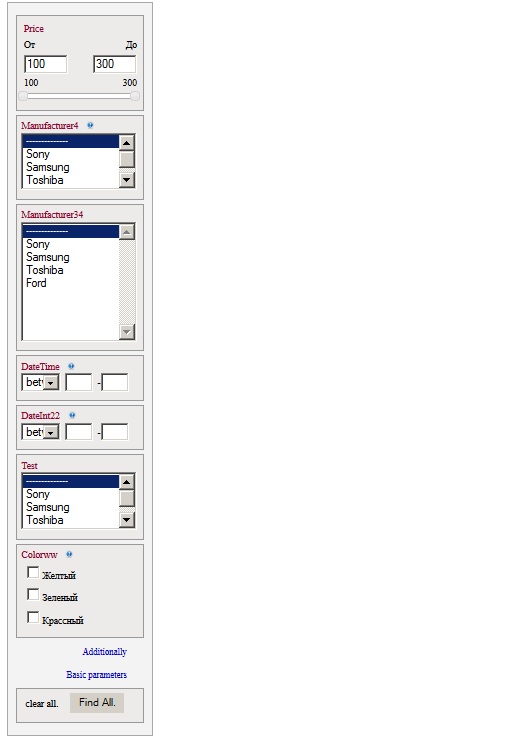 Price
От До
100 300
100 300
Manufacturer4
--------------
Sony
Samsung
Toshiba
Manufacturer34
--------------
Sony
Samsung
Toshiba
Ford
DateTime
betv -
DateInt22
betv -
Test
--------------
Sony
Samsung
Toshiba
Colorww
Желтый
Зеленый
Крассный
Additionally
Basic parameters
clear all. Find All.